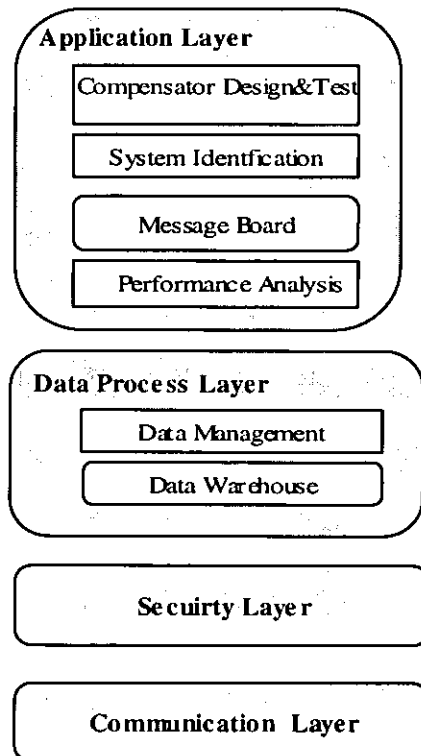 Application Layer
Compensator Design&Test
System Identfication
Message Board
Performance Analysis
Data Process Layer
Data Management
Data Warehouse
Secuirty Layer
Communication Layer